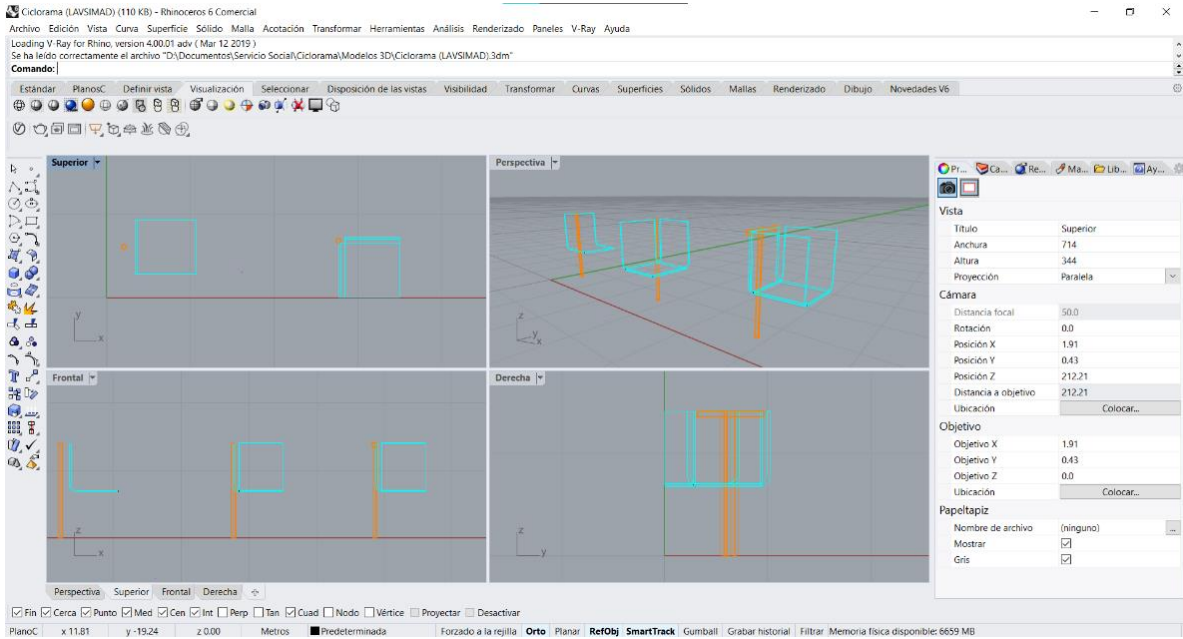 Ciclorama (LAVSIMAD) (110 KB) - Rhinoceros 6 Comercial
Archivo Edición Vista Curva Superficie Sólido Malla Acotación Transformar Herramientas Análisis Renderizado Paneles V-Ray Ayuda
Loading V-Ray for Rhino, version 4.00.01 adv ( Mar 12 2019 )
Se ha leído correctamente el archivo "D:\Documentos\Servicio Social\Ciclorama\Modelos 3D\Ciclorama (LAVSIMAD).3dm"
Comando:
Estándar PlanosC Definir vista Visualización Seleccionar Disposición de las vistas Visibilidad Transformar Curvas Superficies Sólidos Mallas Renderizado Dibujo Novedades V6
Superior
y
x
Perspectiva
z
y
x
Frontal
z
x
Derecha
z
y
Pr... Ca... Re... Ma... Lib... Ay...
Vista
Título Superior
Anchura 714
Altura 344
Proyección Paralela
Cámara
Distancia focal 50.0
Rotación 0.0
Posición X 1.91
Posición Y 0.43
Posición Z 212.21
Distancia a objetivo 212.21
Ubicación Colocar...
Objetivo
Objetivo X 1.91
Objetivo Y 0.43
Objetivo Z 0.0
Ubicación Colocar...
Papeltapiz
Nombre de archivo (ninguno) ...
Mostrar
Gris
Perspectiva Superior Frontal Derecha
Fin Cerca Punto Med Cen Int Perp Tan Cuad Nodo Vértice Proyectar Desactivar
PlanoC x 11.81 y -19.24 z 0.00 Metros Predeterminada Forzado a la rejilla Orto Planar RefObj SmartTrack Gumball Grabar historial Filtrar Memoria física disponible: 6659 MB